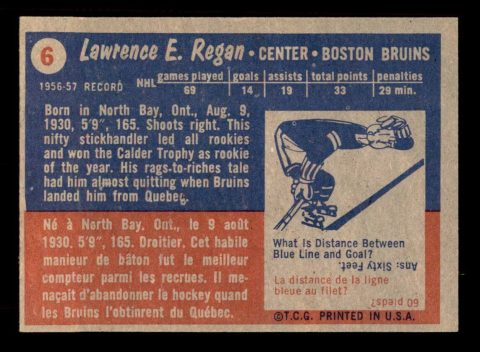 6 Lawrence E. Regan • CENTER • BOSTON BRUINS
1956-57 RECORD NHL games played goals assists total points penalties
69 14 19 33 29 min.
Born in North Bay, Ont., Aug. 9,
1930, 5'9", 165. Shoots right. This
nifty stickhandler led all rookies
and won the Calder Trophy as rookie
of the year. His rags-to-riches tale
had him almost quitting when Bruins
landed him from Quebec.
Né à North Bay, Ont., le 9 août
1930. 5'9", 165. Droitier. Cet habile
manieur de bâton fut le meilleur
compteur parmi les recrues. Il me-
naçait d'abandonner le hockey quand
les Bruins l'obtinrent du Québec.
What Is Distance Between
Blue Line and Goal?
Ans: Sixty Feet.
La distance de la ligne
bleue au filet?
60 pieds?
©T.C.G. PRINTED IN U.S.A.